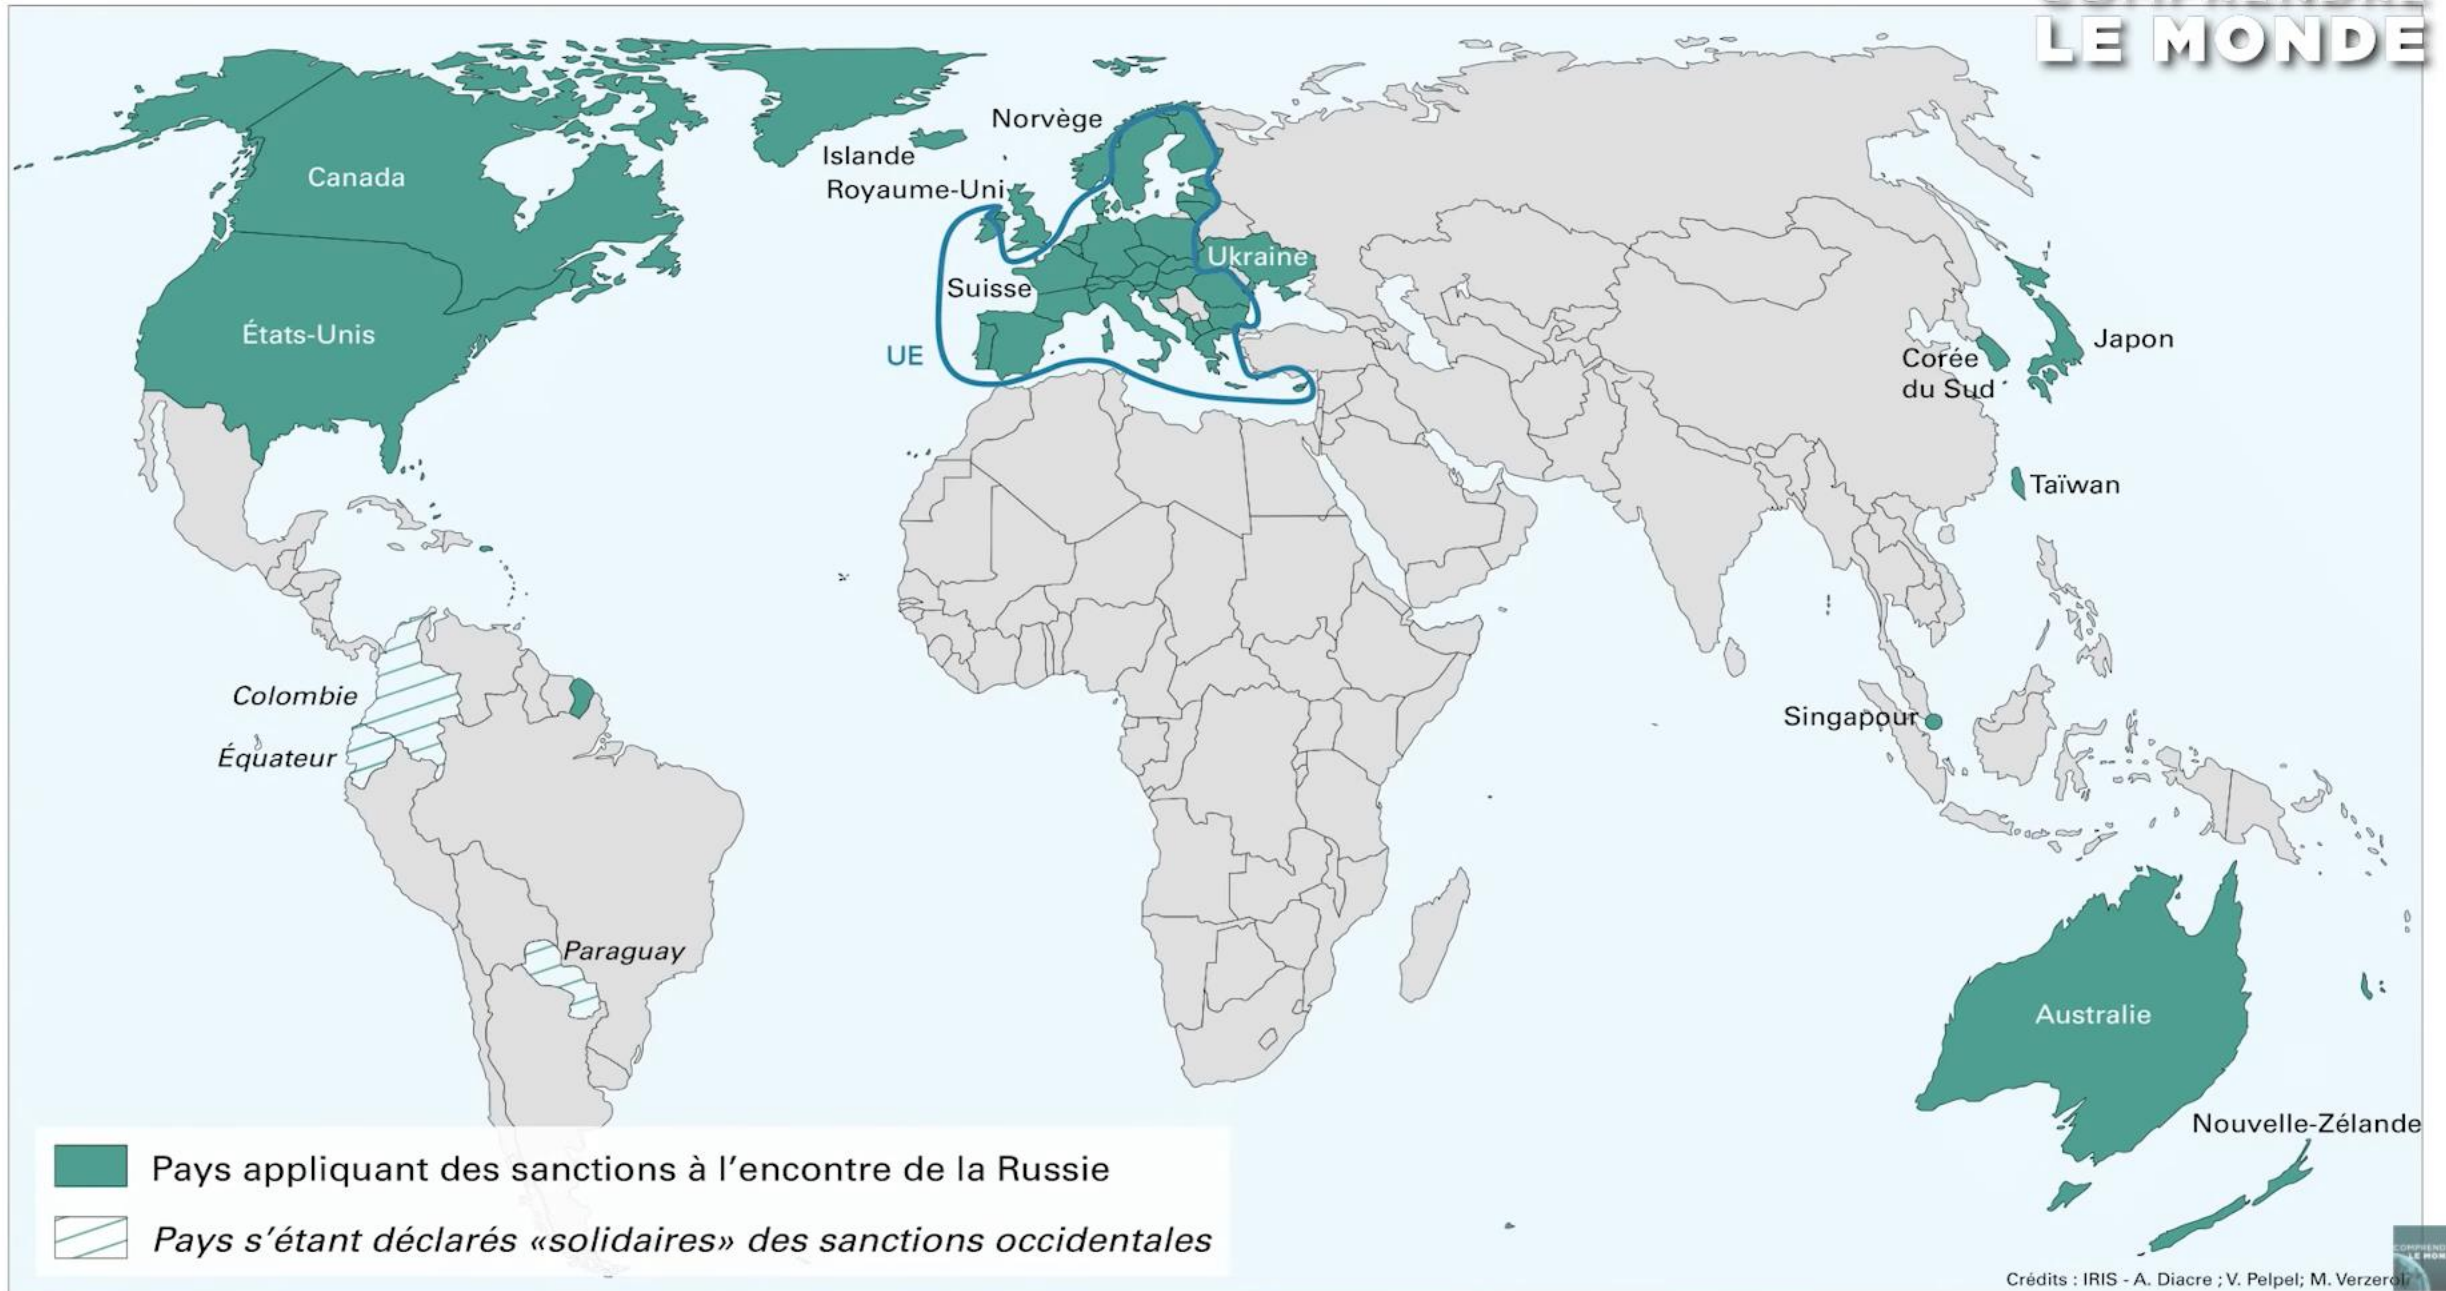 COMPRENDRE
LE MONDE
Norvège
Islande
Royaume-Uni
Canada
Ukraine
Suisse
États-Unis
UE
Japon
Corée
du Sud
Taïwan
Colombie
Singapour
Équateur
Paraguay
Australie
Nouvelle-Zélande
Pays appliquant des sanctions à l'encontre de la Russie
Pays s'étant déclarés «solidaires» des sanctions occidentales
Crédits : IRIS - A. Diacre ; V. Pelpel; M. Verzeroli